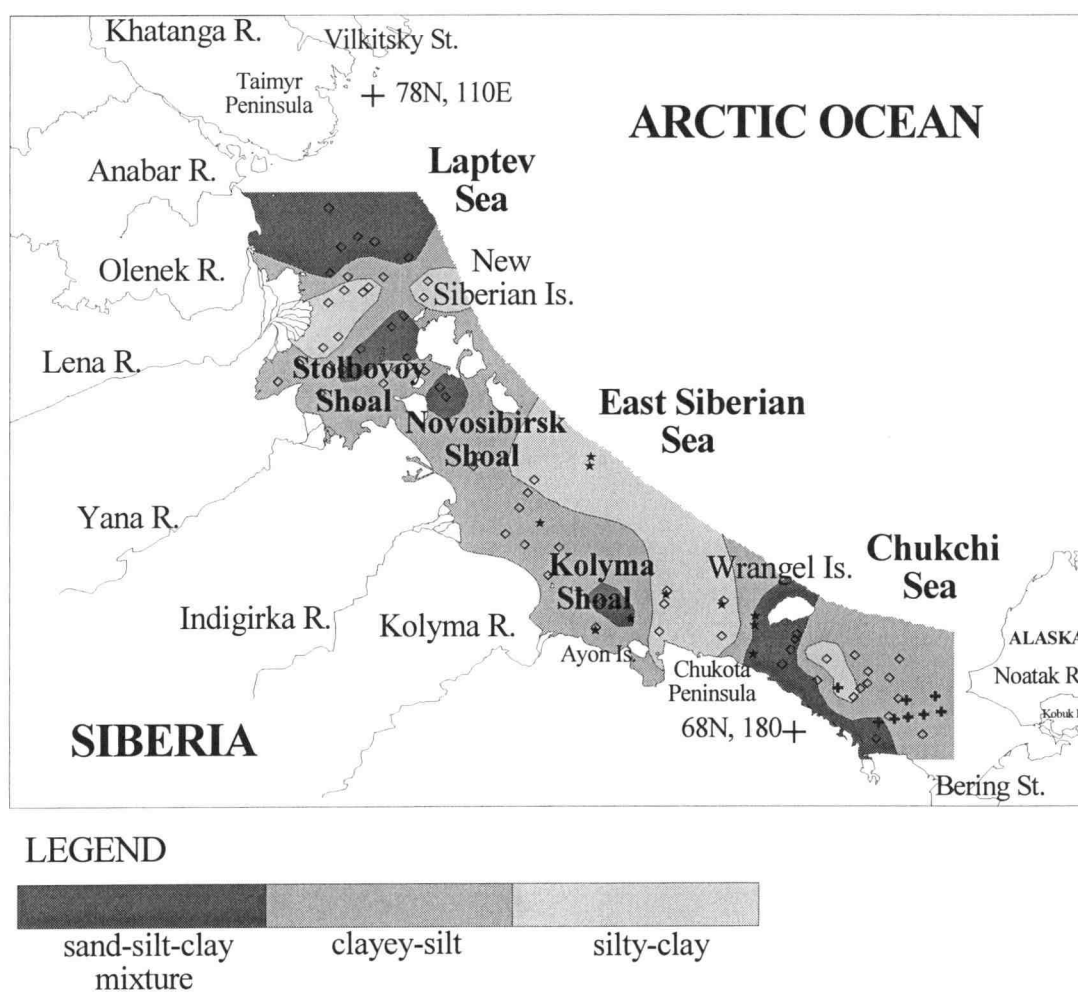 Khatanga R.
Vilkitsky St.
Taimyr
Peninsula
78N, 110E
ARCTIC OCEAN
Anabar R.
Laptev
Sea
Olenek R.
New
Siberian Is.
Lena R.
Stolbovoy
Shoal
East Siberian
Sea
Novosibirsk
Shoal
Yana R.
Chukchi
Sea
Wrangel Is.
Kolyma
Shoal
Indigirka R.
Kolyma R.
ALASKA
Ayon Is.
Chukota
Peninsula
Noatak R
68N, 180
Kobuk
SIBERIA
Bering St.
LEGEND
sand-silt-clay
mixture
clayey-silt
silty-clay